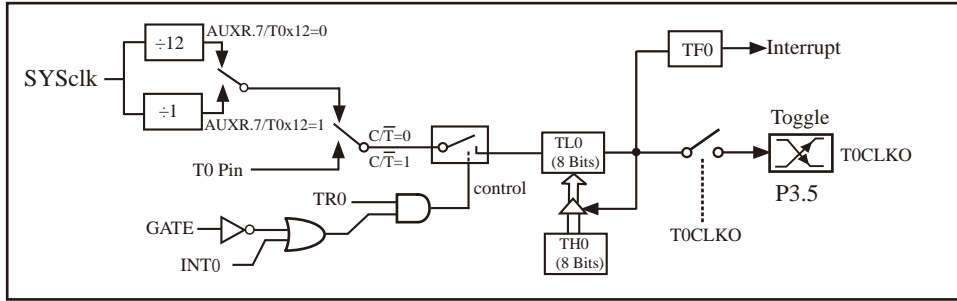 AUXR.7/T0x12=0
÷12
SYSclk
÷1
AUXR.7/T0x12=1
T0 Pin
C/T̅=0
C/T̅=1
control
TR0
GATE
INT0
TL0
(8 Bits)
TH0
(8 Bits)
TF0
Interrupt
Toggle
T0CLKO
P3.5
T0CLKO